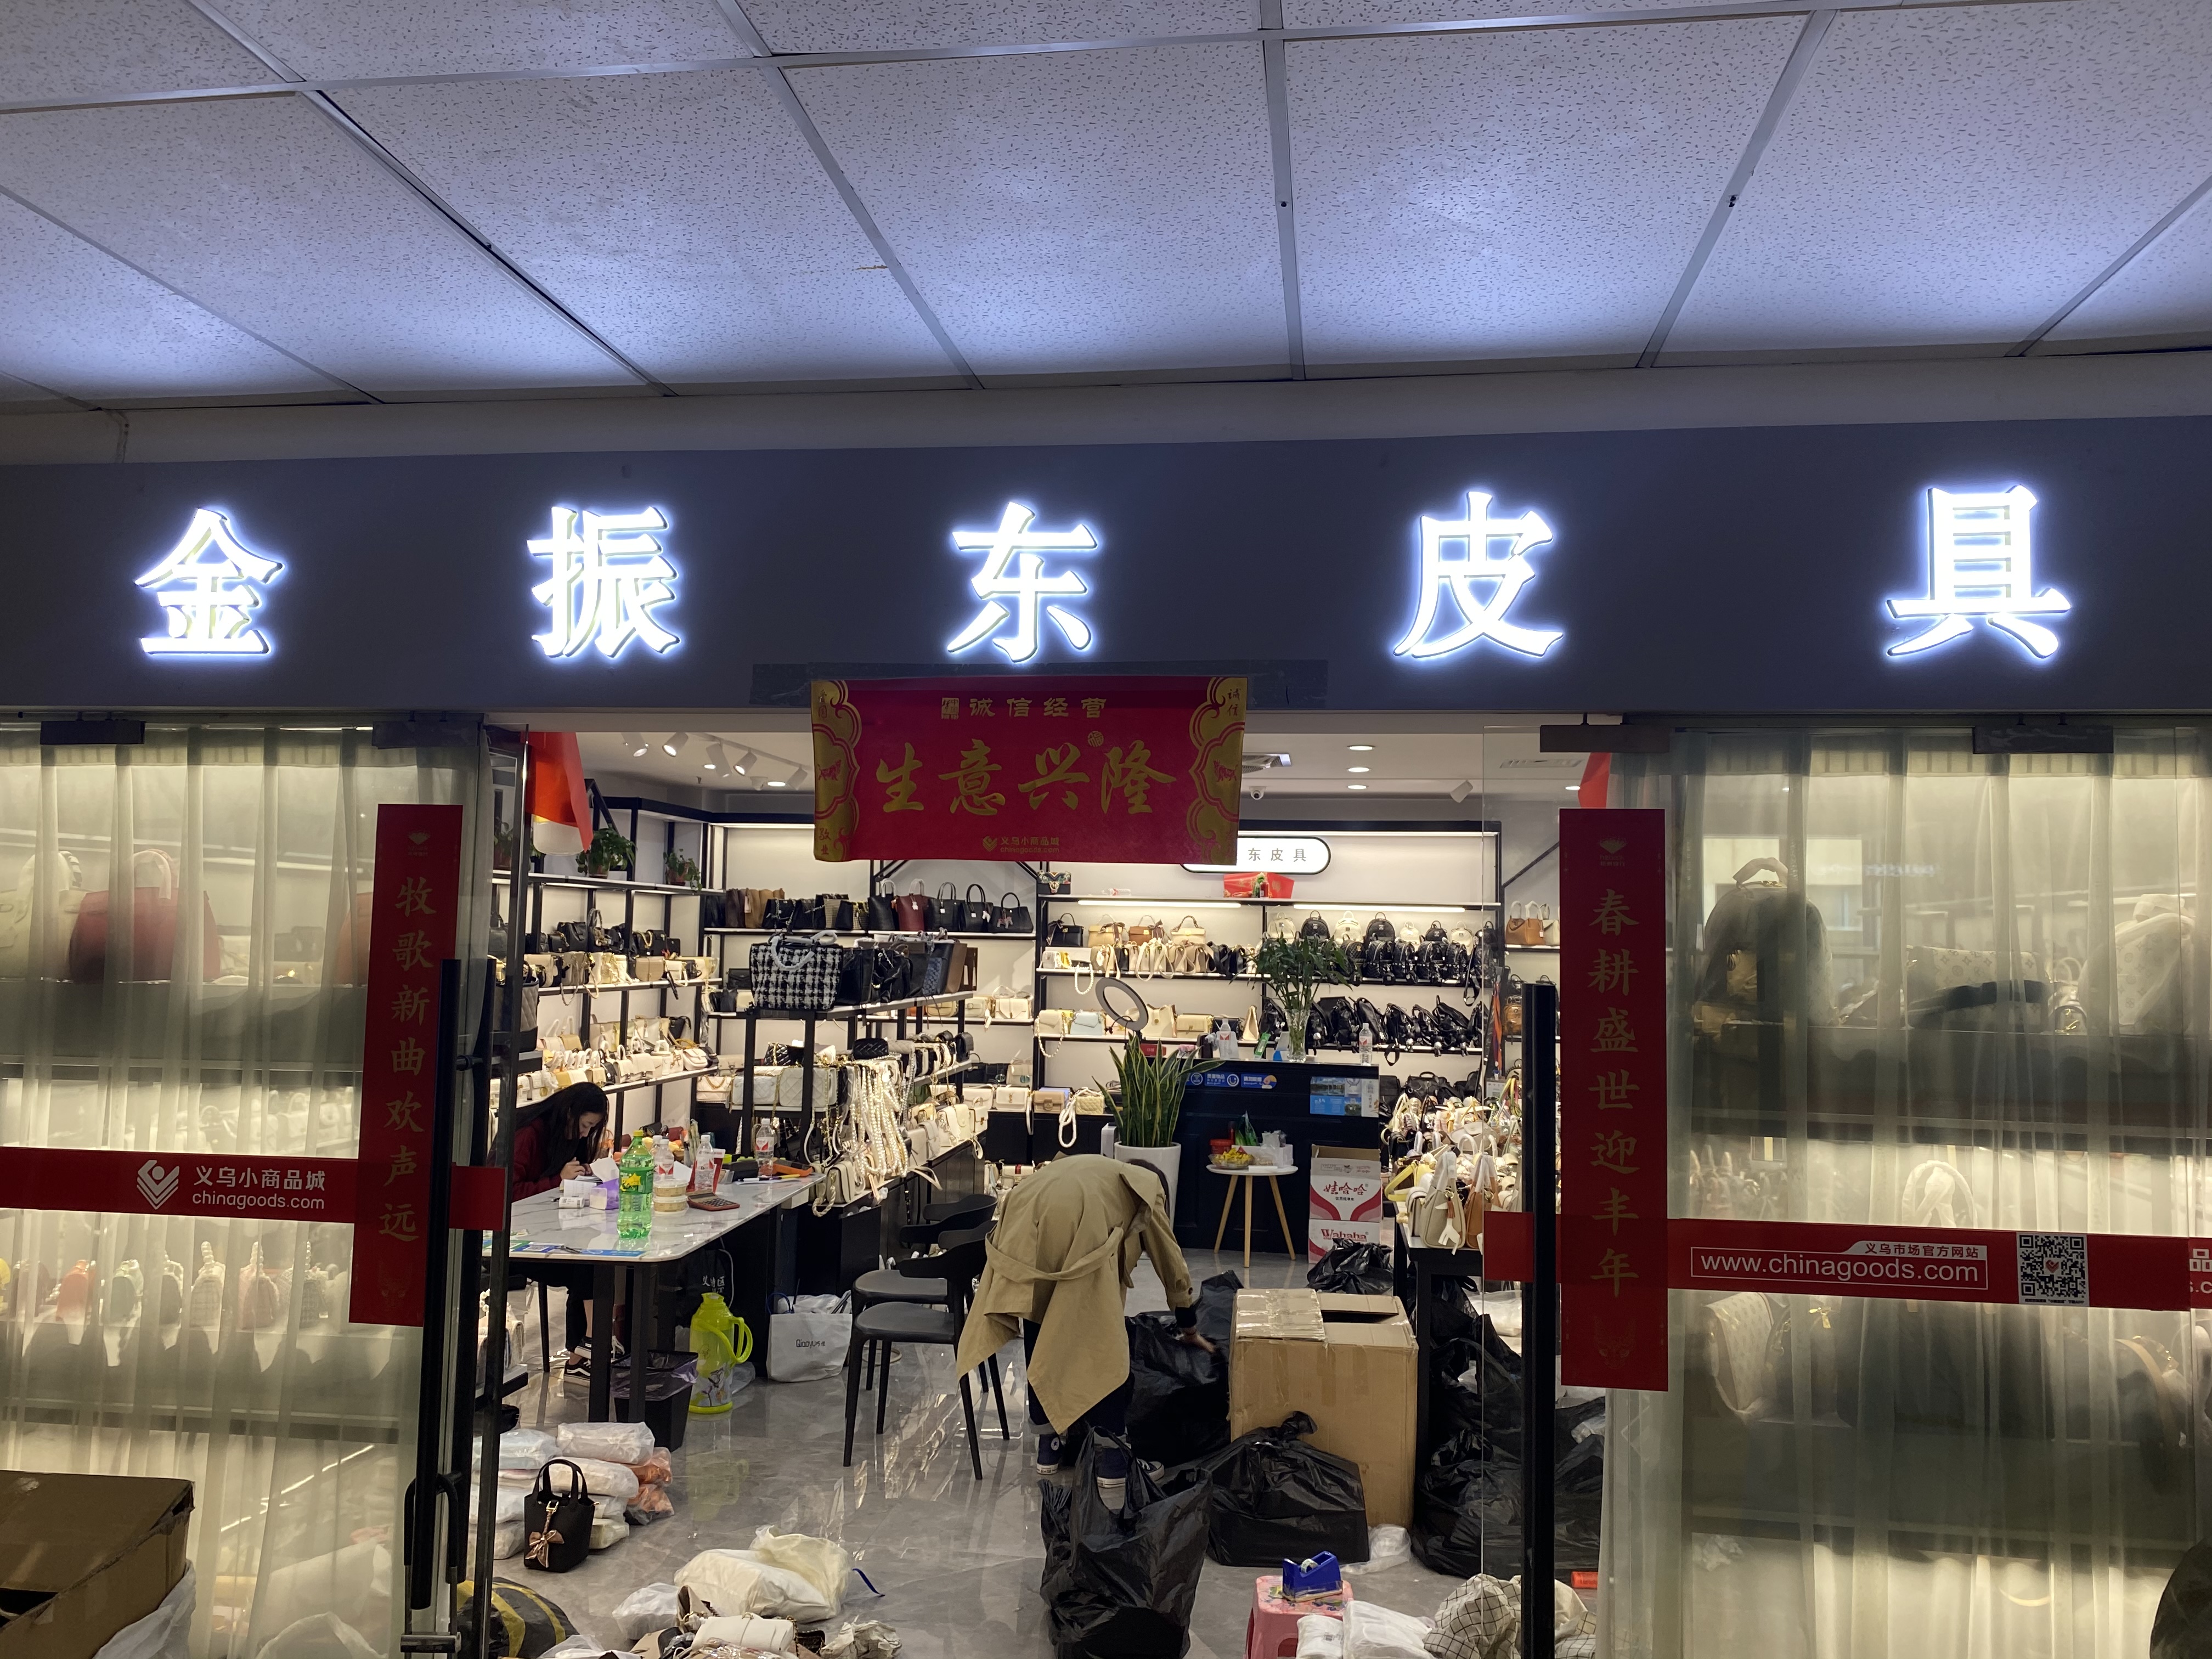 金振东皮具
诚信经营
生意兴隆
义乌小商品城
chinagoods.com
东皮具
牧歌新曲欢声远
春耕盛世迎丰年
义乌小商品城
chinagoods.com
义乌市场官方网站
www.chinagoods.com
娃哈哈
Wahaha